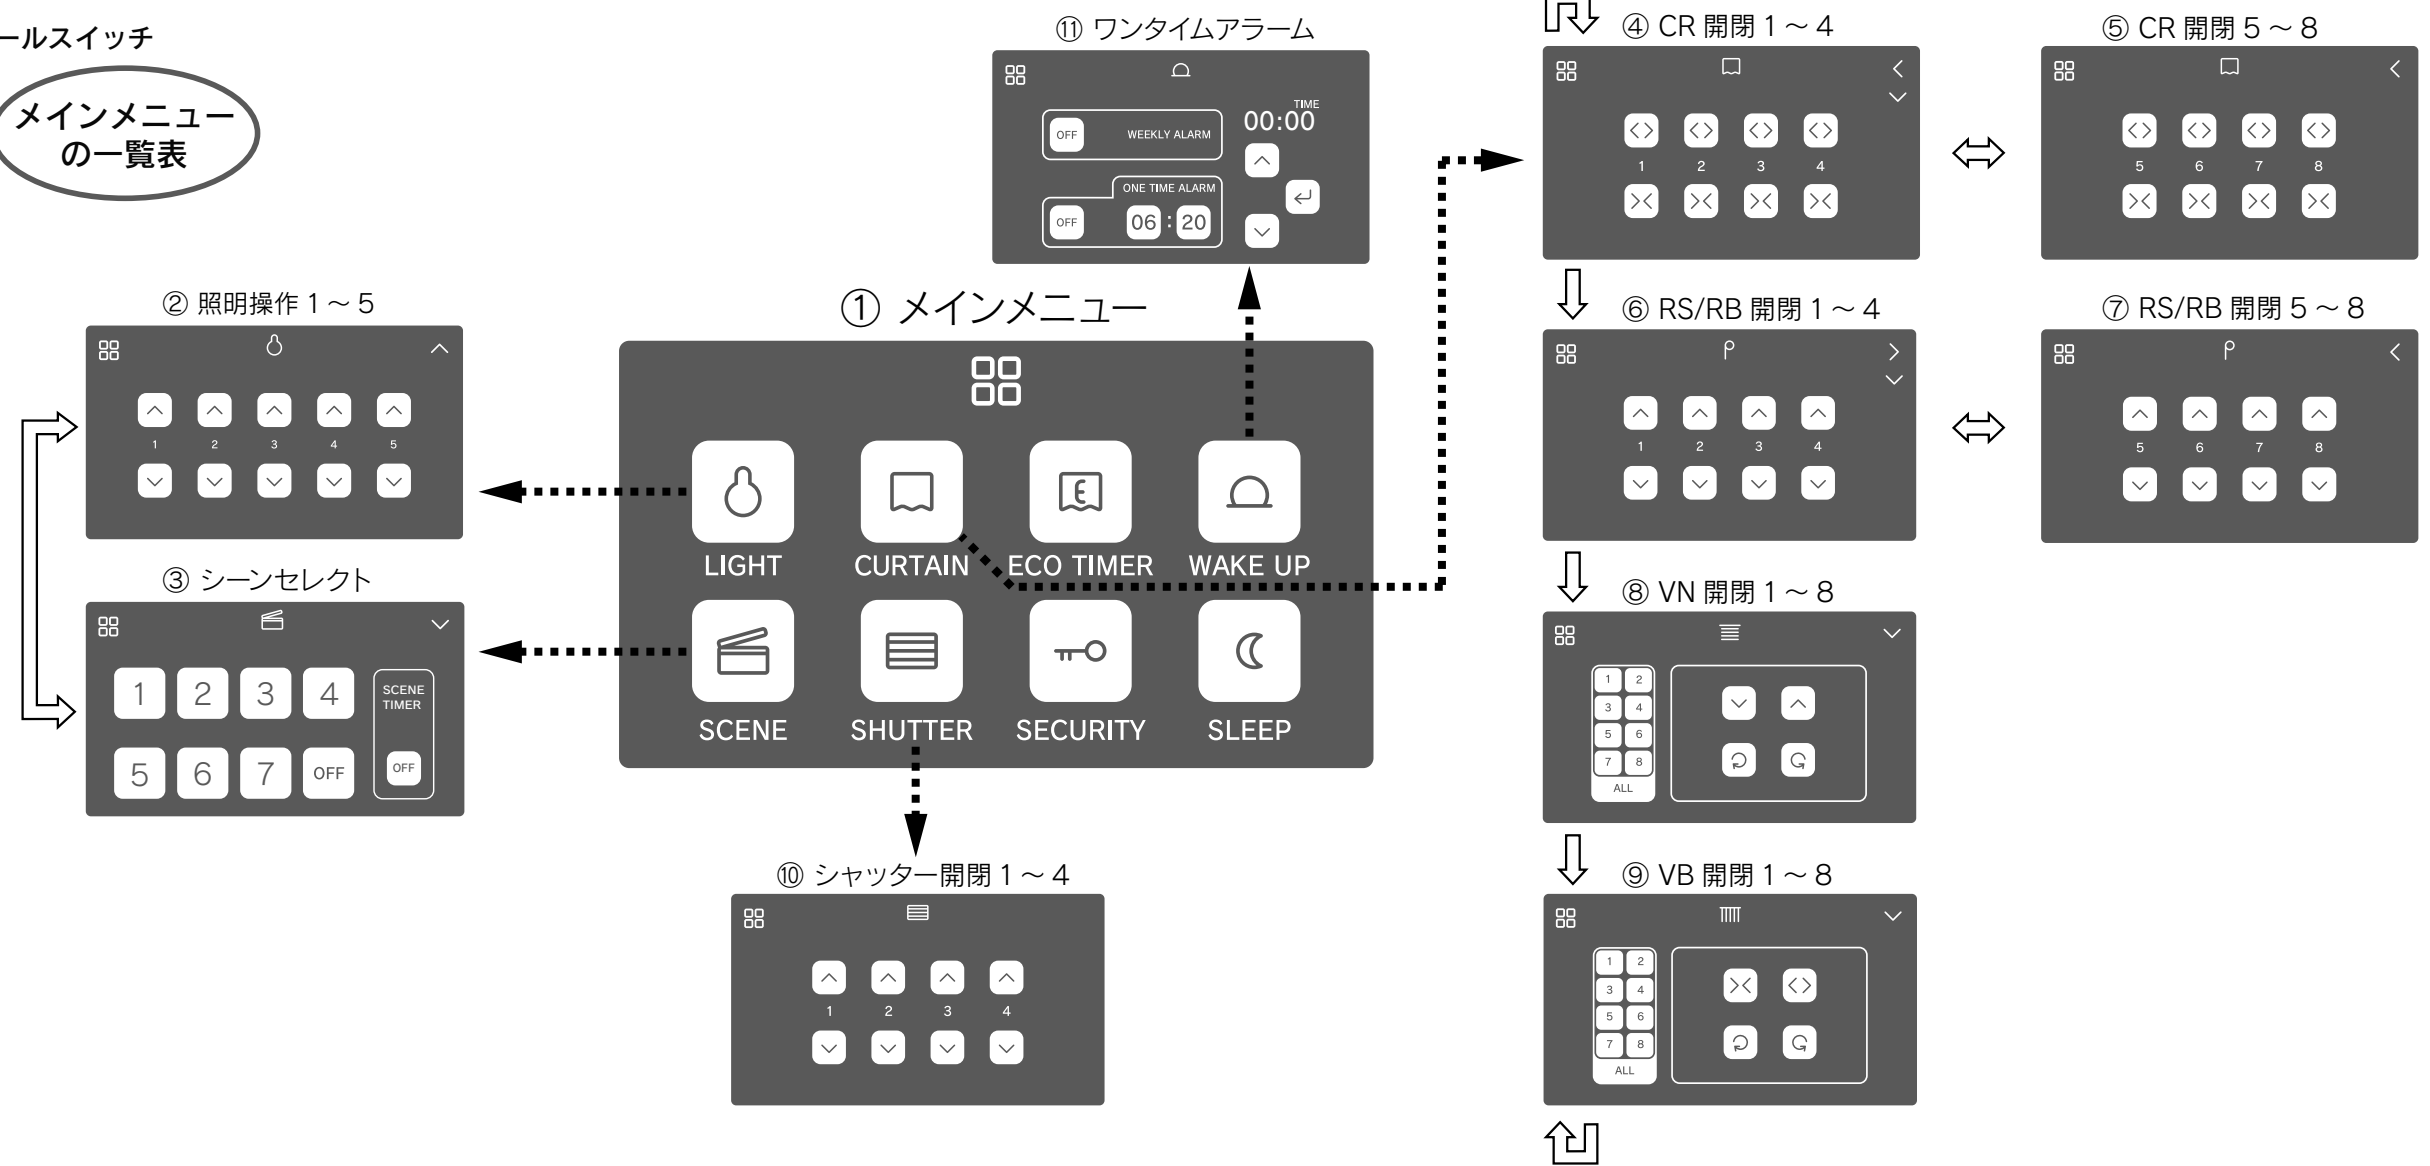 ールスイッチ
メインメニュー
の一覧表
⑪ ワンタイムアラーム
OFF
WEEKLY ALARM
TIME
00:00
ONE TIME ALARM
OFF
06 : 20
④ CR 開閉 1 ～ 4
1 2 3 4
⑤ CR 開閉 5 ～ 8
5 6 7 8
② 照明操作 1 ～ 5
1 2 3 4 5
③ シーンセレクト
1 2 3 4
SCENE
TIMER
5 6 7 OFF
OFF
① メインメニュー
LIGHT CURTAIN ECO TIMER WAKE UP
E
SCENE SHUTTER SECURITY SLEEP
⑥ RS/RB 開閉 1 ～ 4
1 2 3 4
⑦ RS/RB 開閉 5 ～ 8
5 6 7 8
⑧ VN 開閉 1 ～ 8
1 2
3 4
5 6
7 8
ALL
⑨ VB 開閉 1 ～ 8
1 2
3 4
5 6
7 8
ALL
⑩ シャッター開閉 1 ～ 4
1 2 3 4